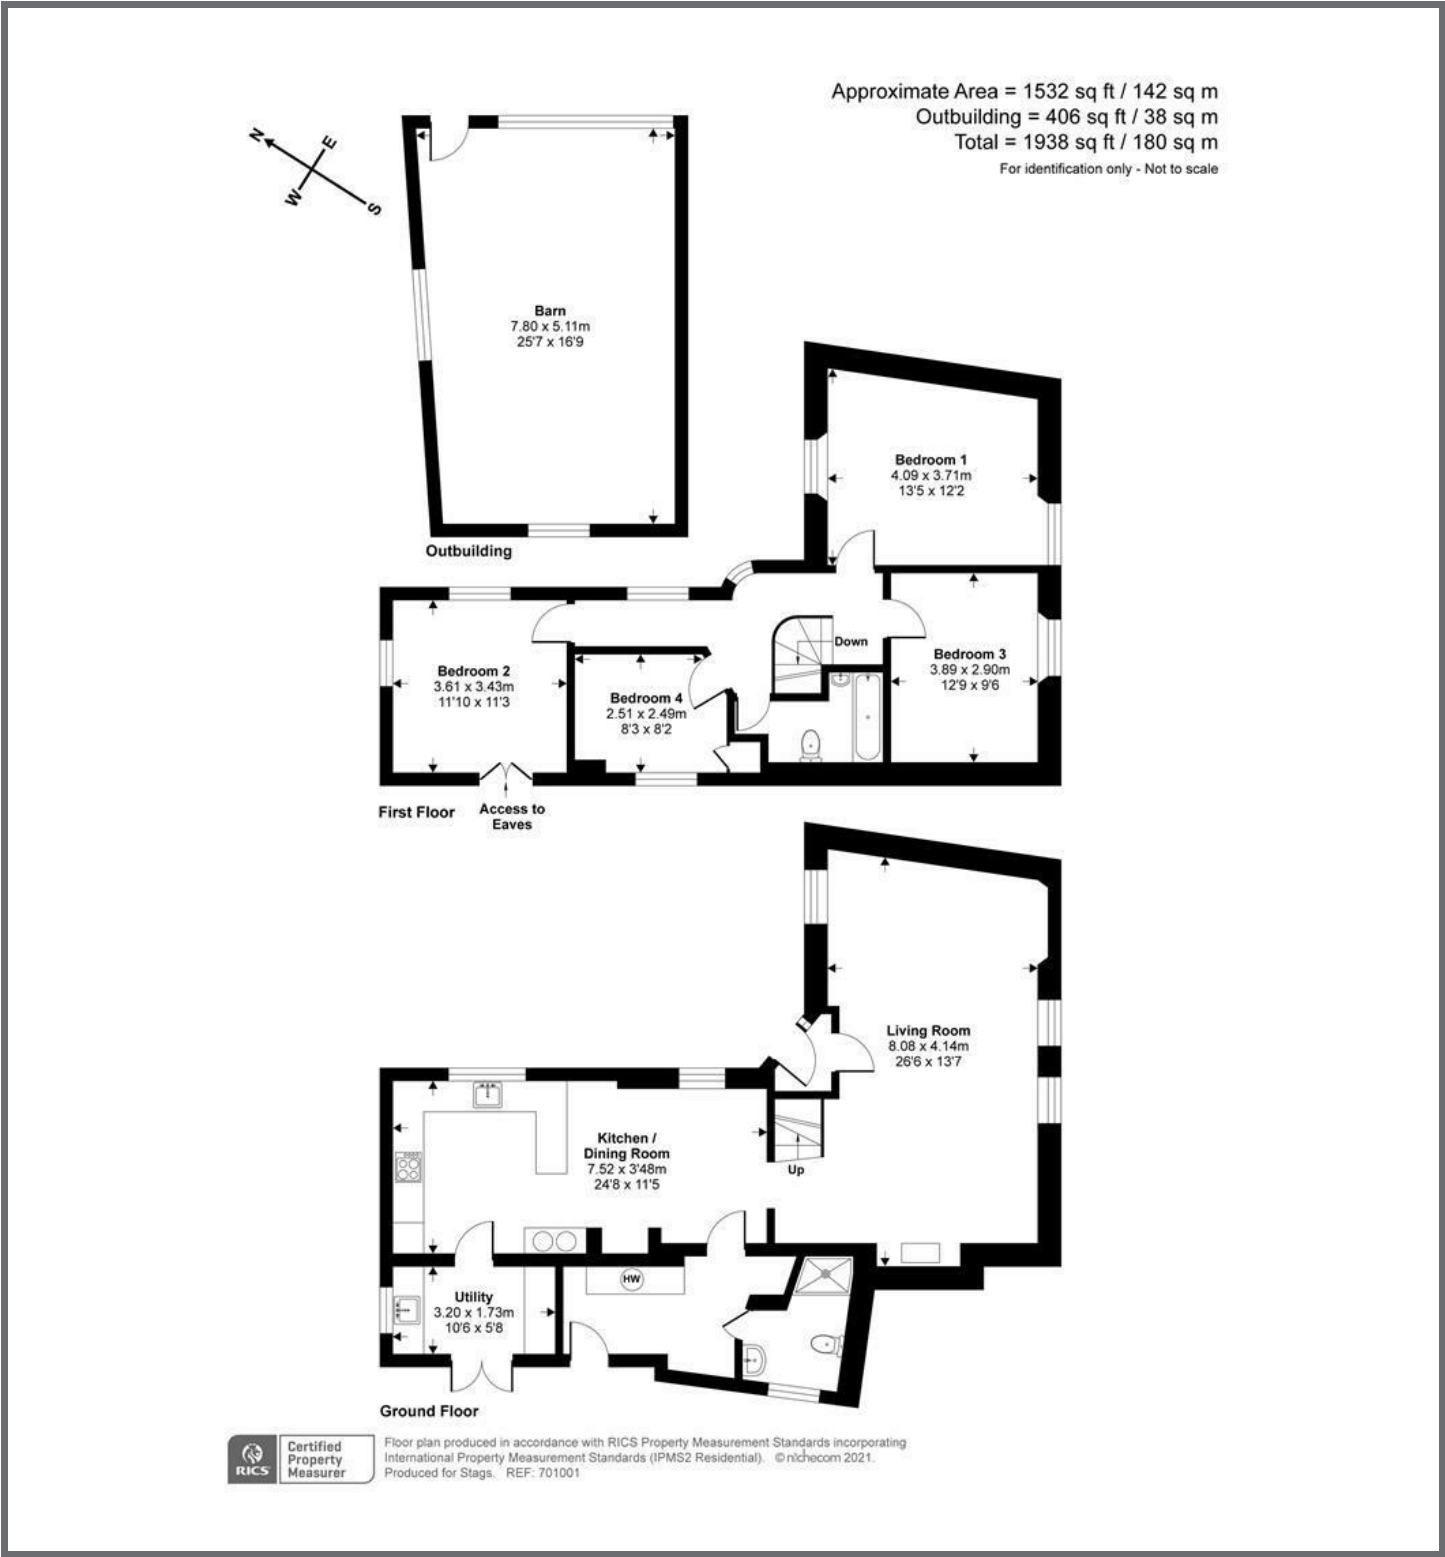 Approximate Area = 1532 sq ft / 142 sq m
Outbuilding = 406 sq ft / 38 sq m
Total = 1938 sq ft / 180 sq m
For identification only - Not to scale
N
E
W
S
Barn
7.80 x 5.11m
25'7 x 16'9
Outbuilding
Bedroom 1
4.09 x 3.71m
13'5 x 12'2
Down
Bedroom 2
3.61 x 3.43m
11'10 x 11'3
Bedroom 3
3.89 x 2.90m
12'9 x 9'6
Bedroom 4
2.51 x 2.49m
8'3 x 8'2
First Floor
Access to
Eaves
Living Room
8.08 x 4.14m
26'6 x 13'7
Kitchen /
Dining Room
7.52 x 3'48m
24'8 x 11'5
Up
HW
Utility
3.20 x 1.73m
10'6 x 5'8
Ground Floor
RICS
Certified
Property
Measurer
Floor plan produced in accordance with RICS Property Measurement Standards incorporating
International Property Measurement Standards (IPMS2 Residential). © nichecom 2021.
Produced for Stags. REF: 701001